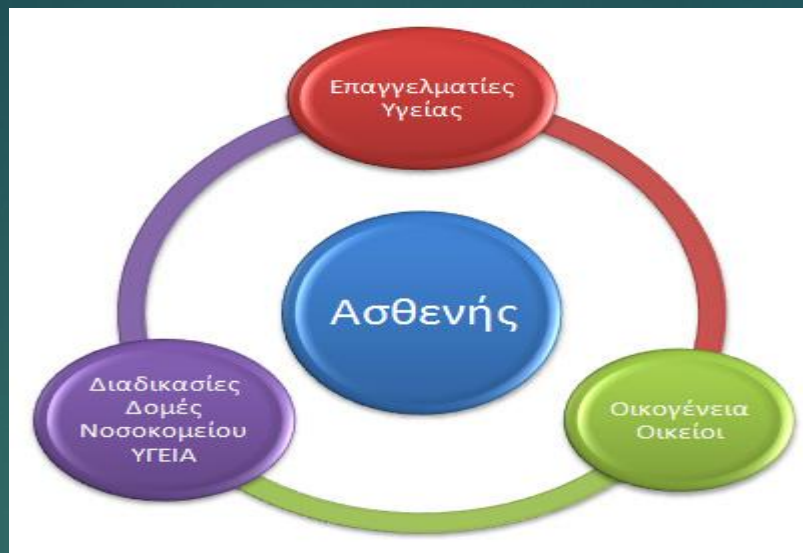 Επαγγελματίες
Υγείας
Ασθενής
Διαδικασίες
Δομές
Νοσοκομείου
ΥΓΕΙΑ
Οικογένεια
Οικείοι